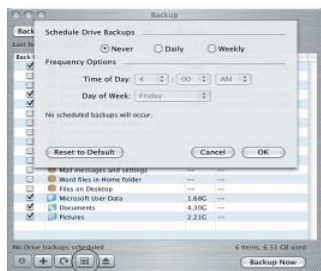 Backup
Back
Schedule Drive Backups
Never Daily Weekly
Frequency Options
Time of Day: 4 : 00 AM
Day of Week: Friday
No scheduled backups will occur.
Reset to Default Cancel OK
Mail messages and settings
Word files in Home folder
Files on Desktop
Microsoft User Data 1.68G
Documents 4.30G
Pictures 2.23G
No Drive backups scheduled 6 items, 6.51 GB used
Backup Now